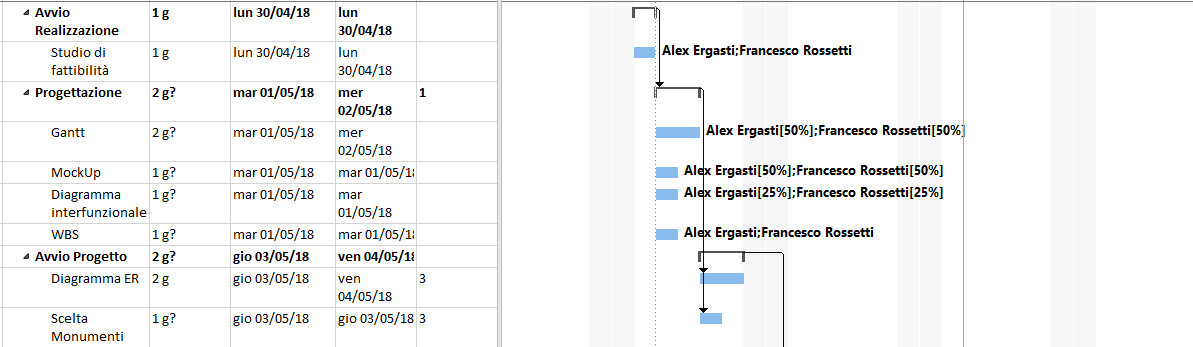 Avvio Realizzazione 1 g lun 30/04/18 lun 30/04/18
Studio di fattibilità 1 g lun 30/04/18 lun 30/04/18 Alex Ergasti;Francesco Rossetti
Progettazione 2 g? mar 01/05/18 mer 02/05/18 1
Gantt 2 g? mar 01/05/18 mer 02/05/18 Alex Ergasti[50%];Francesco Rossetti[50%]
MockUp 1 g? mar 01/05/18 mar 01/05/18 Alex Ergasti[50%];Francesco Rossetti[50%]
Diagramma interfunzionale 1 g? mar 01/05/18 mar 01/05/18 Alex Ergasti[25%];Francesco Rossetti[25%]
WBS 1 g? mar 01/05/18 mar 01/05/18 Alex Ergasti;Francesco Rossetti
Avvio Progetto 2 g? gio 03/05/18 ven 04/05/18
Diagramma ER 2 g gio 03/05/18 ven 04/05/18 3
Scelta Monumenti 1 g? gio 03/05/18 gio 03/05/18 3